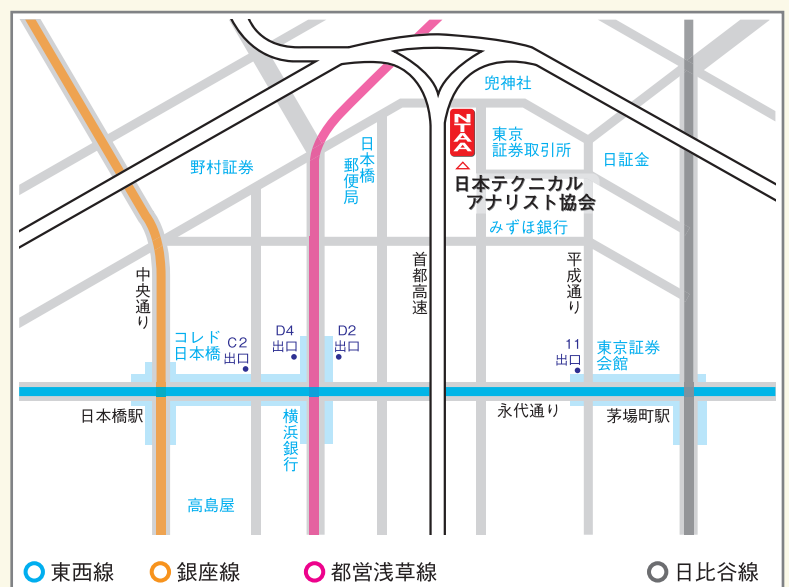 兜神社
NTAA
東京
証券取引所
日証金
野村証券
日本橋
郵便局
日本テクニカル
アナリスト協会
みずほ銀行
中央通り
首都高速
平成通り
コレド
日本橋
C2
出口
D4
出口
D2
出口
11
出口
東京証券
会館
日本橋駅
横浜銀行
永代通り
茅場町駅
高島屋
東西線
銀座線
都営浅草線
日比谷線